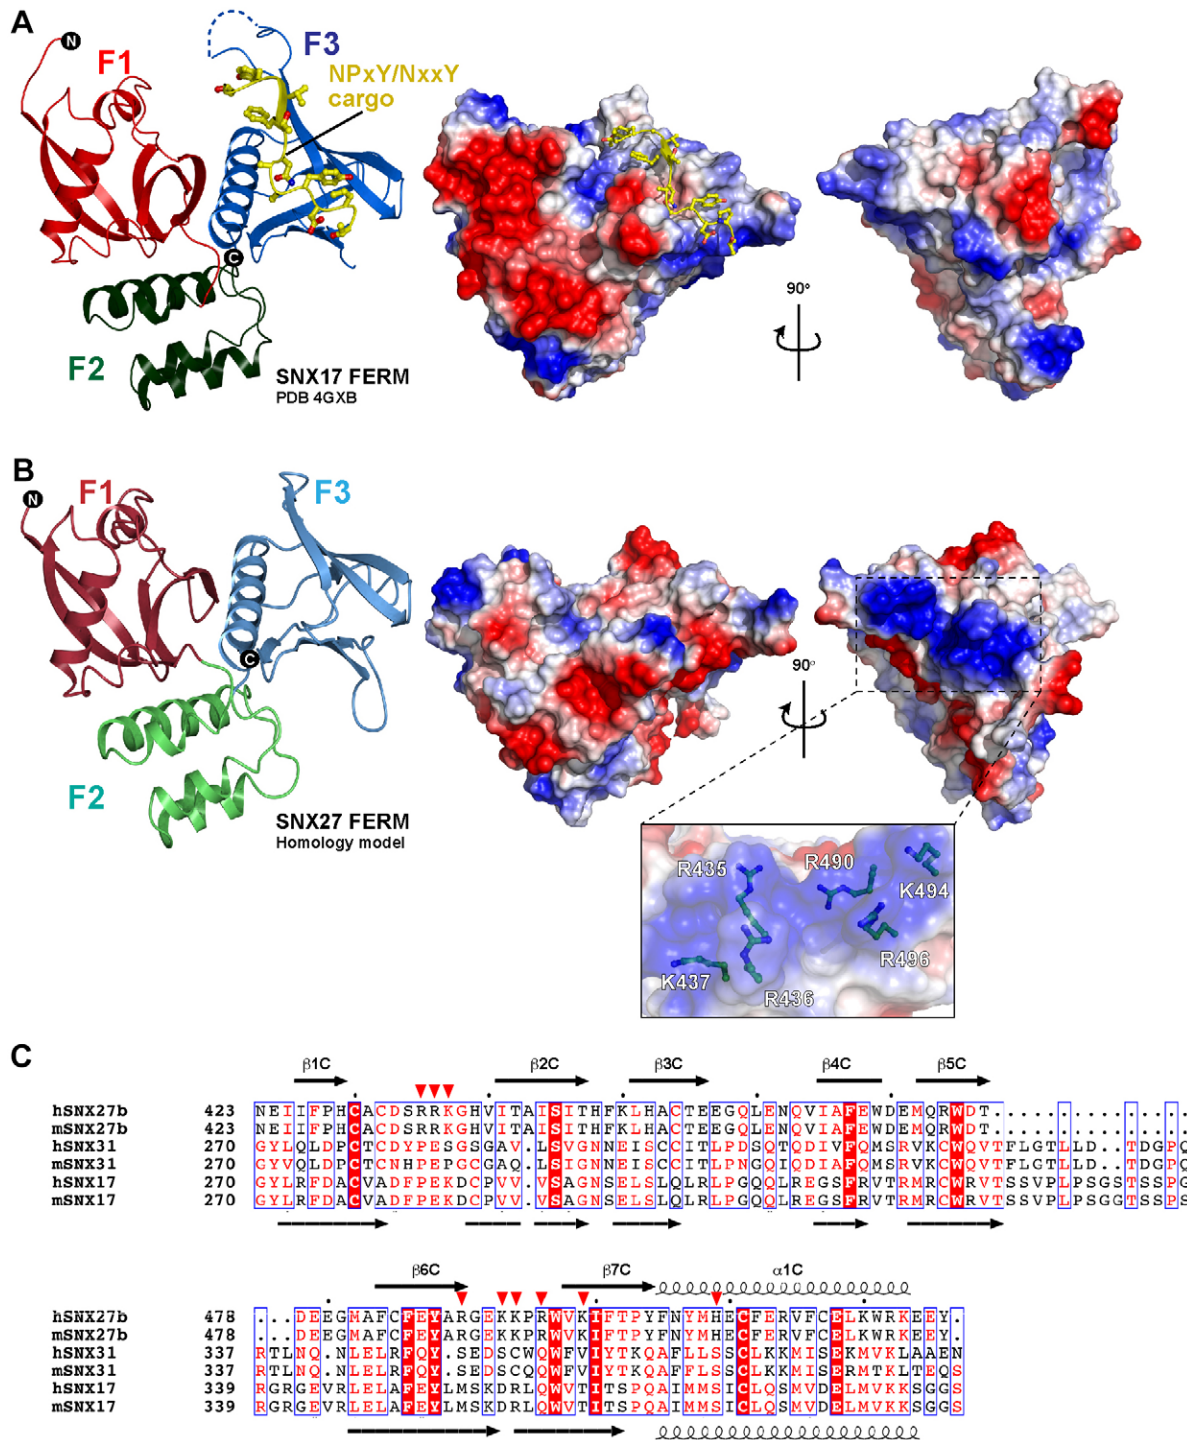 A
N
F1
F3
NPxY/NxxY
cargo
C
F2
SNX17 FERM
PDB 4GXB
90°
B
N
F1
F3
C
F2
SNX27 FERM
Homology model
90°
R435
R490
K494
K437
R436
R496
C
β1C β2C β3C β4C β5C
hSNX27b 423 NEIIFPHCACDSRRKGHVITAISITHFKLHACTEEGQLENQVIAFEWDEMQRWDT..............
mSNX27b 423 NEIIFPHCACDSRRKGHVITAISITHFKLHACTEEGQLENQVIAFEWDEMQRWDT..............
hSNX31 270 GYLQLDPCTCDYPESGSGAV.LSIGNNEISCCITLPDSQTQDIVFQMSRVKCWQVTFLGTLLD..TDGPQ
mSNX31 270 GYVQLDPCTCNHPEPGCGAQ.LSIGNNEISCCITLPNGQIQDIAFQMSRVKCWQVTFLGTLLD..TDGPQ
hSNX17 270 GYLRFDACVADFPEKDCPVV.VSAGNSELSLQLRLPGQQLREGSFRVTRMRCWRVTSSVPLPSGSTSSPG
mSNX17 270 GYLRFDACVADFPEKDCPVV.VSAGNSELSLQLRLPGQQLREGSFRVTRMRCWRVTSSVPLPSGGTSSPS
β6C β7C α1C
hSNX27b 478 ...DEEGMAFCFEYARGEKKPRWVKIFTPYFNYMHECFERVFCELKWRKEEY.
mSNX27b 478 ...DEEGMAFCFEYARGEKKPRWVKIFTPYFNYMHECFERVFCELKWRKEEY.
hSNX31 337 RTLNQ.NLELRFQY.SEDSCWQWFVIYTKQAFLLSSCLKKMISEKMVKLAAEN
mSNX31 337 RTLNQ.NLELRFQY.SEDSCWQWFVIYTKQAFFLSSCLKKMISERMTKLTEQS
hSNX17 339 RGRGEVRLELAFEYLMSKDRLQWVTITSPQAIMMSICLQSMVDELMVKKSGGS
mSNX17 339 RGRGEVRLELAFEYLMSKDRLQWVTITSPQAIMMSICLQSMVDELMVKKSGGS